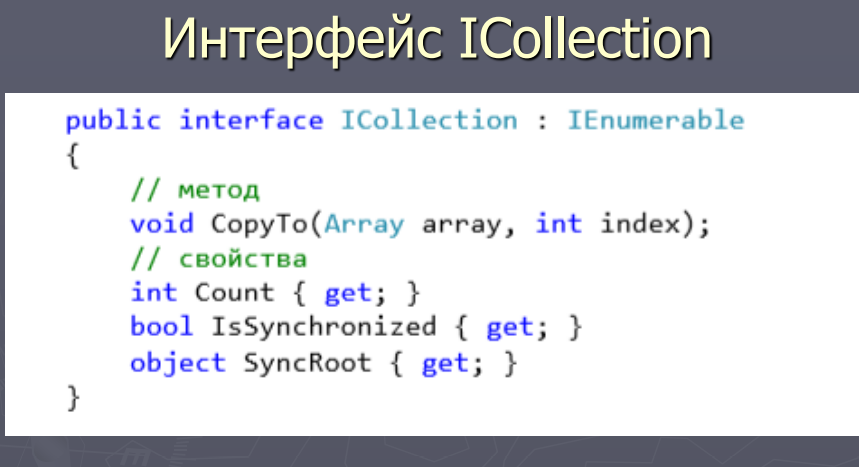 Интерфейс ICollection
public interface ICollection : IEnumerable
{
// метод
void CopyTo(Array array, int index);
// свойства
int Count { get; }
bool IsSynchronized { get; }
object SyncRoot { get; }
}